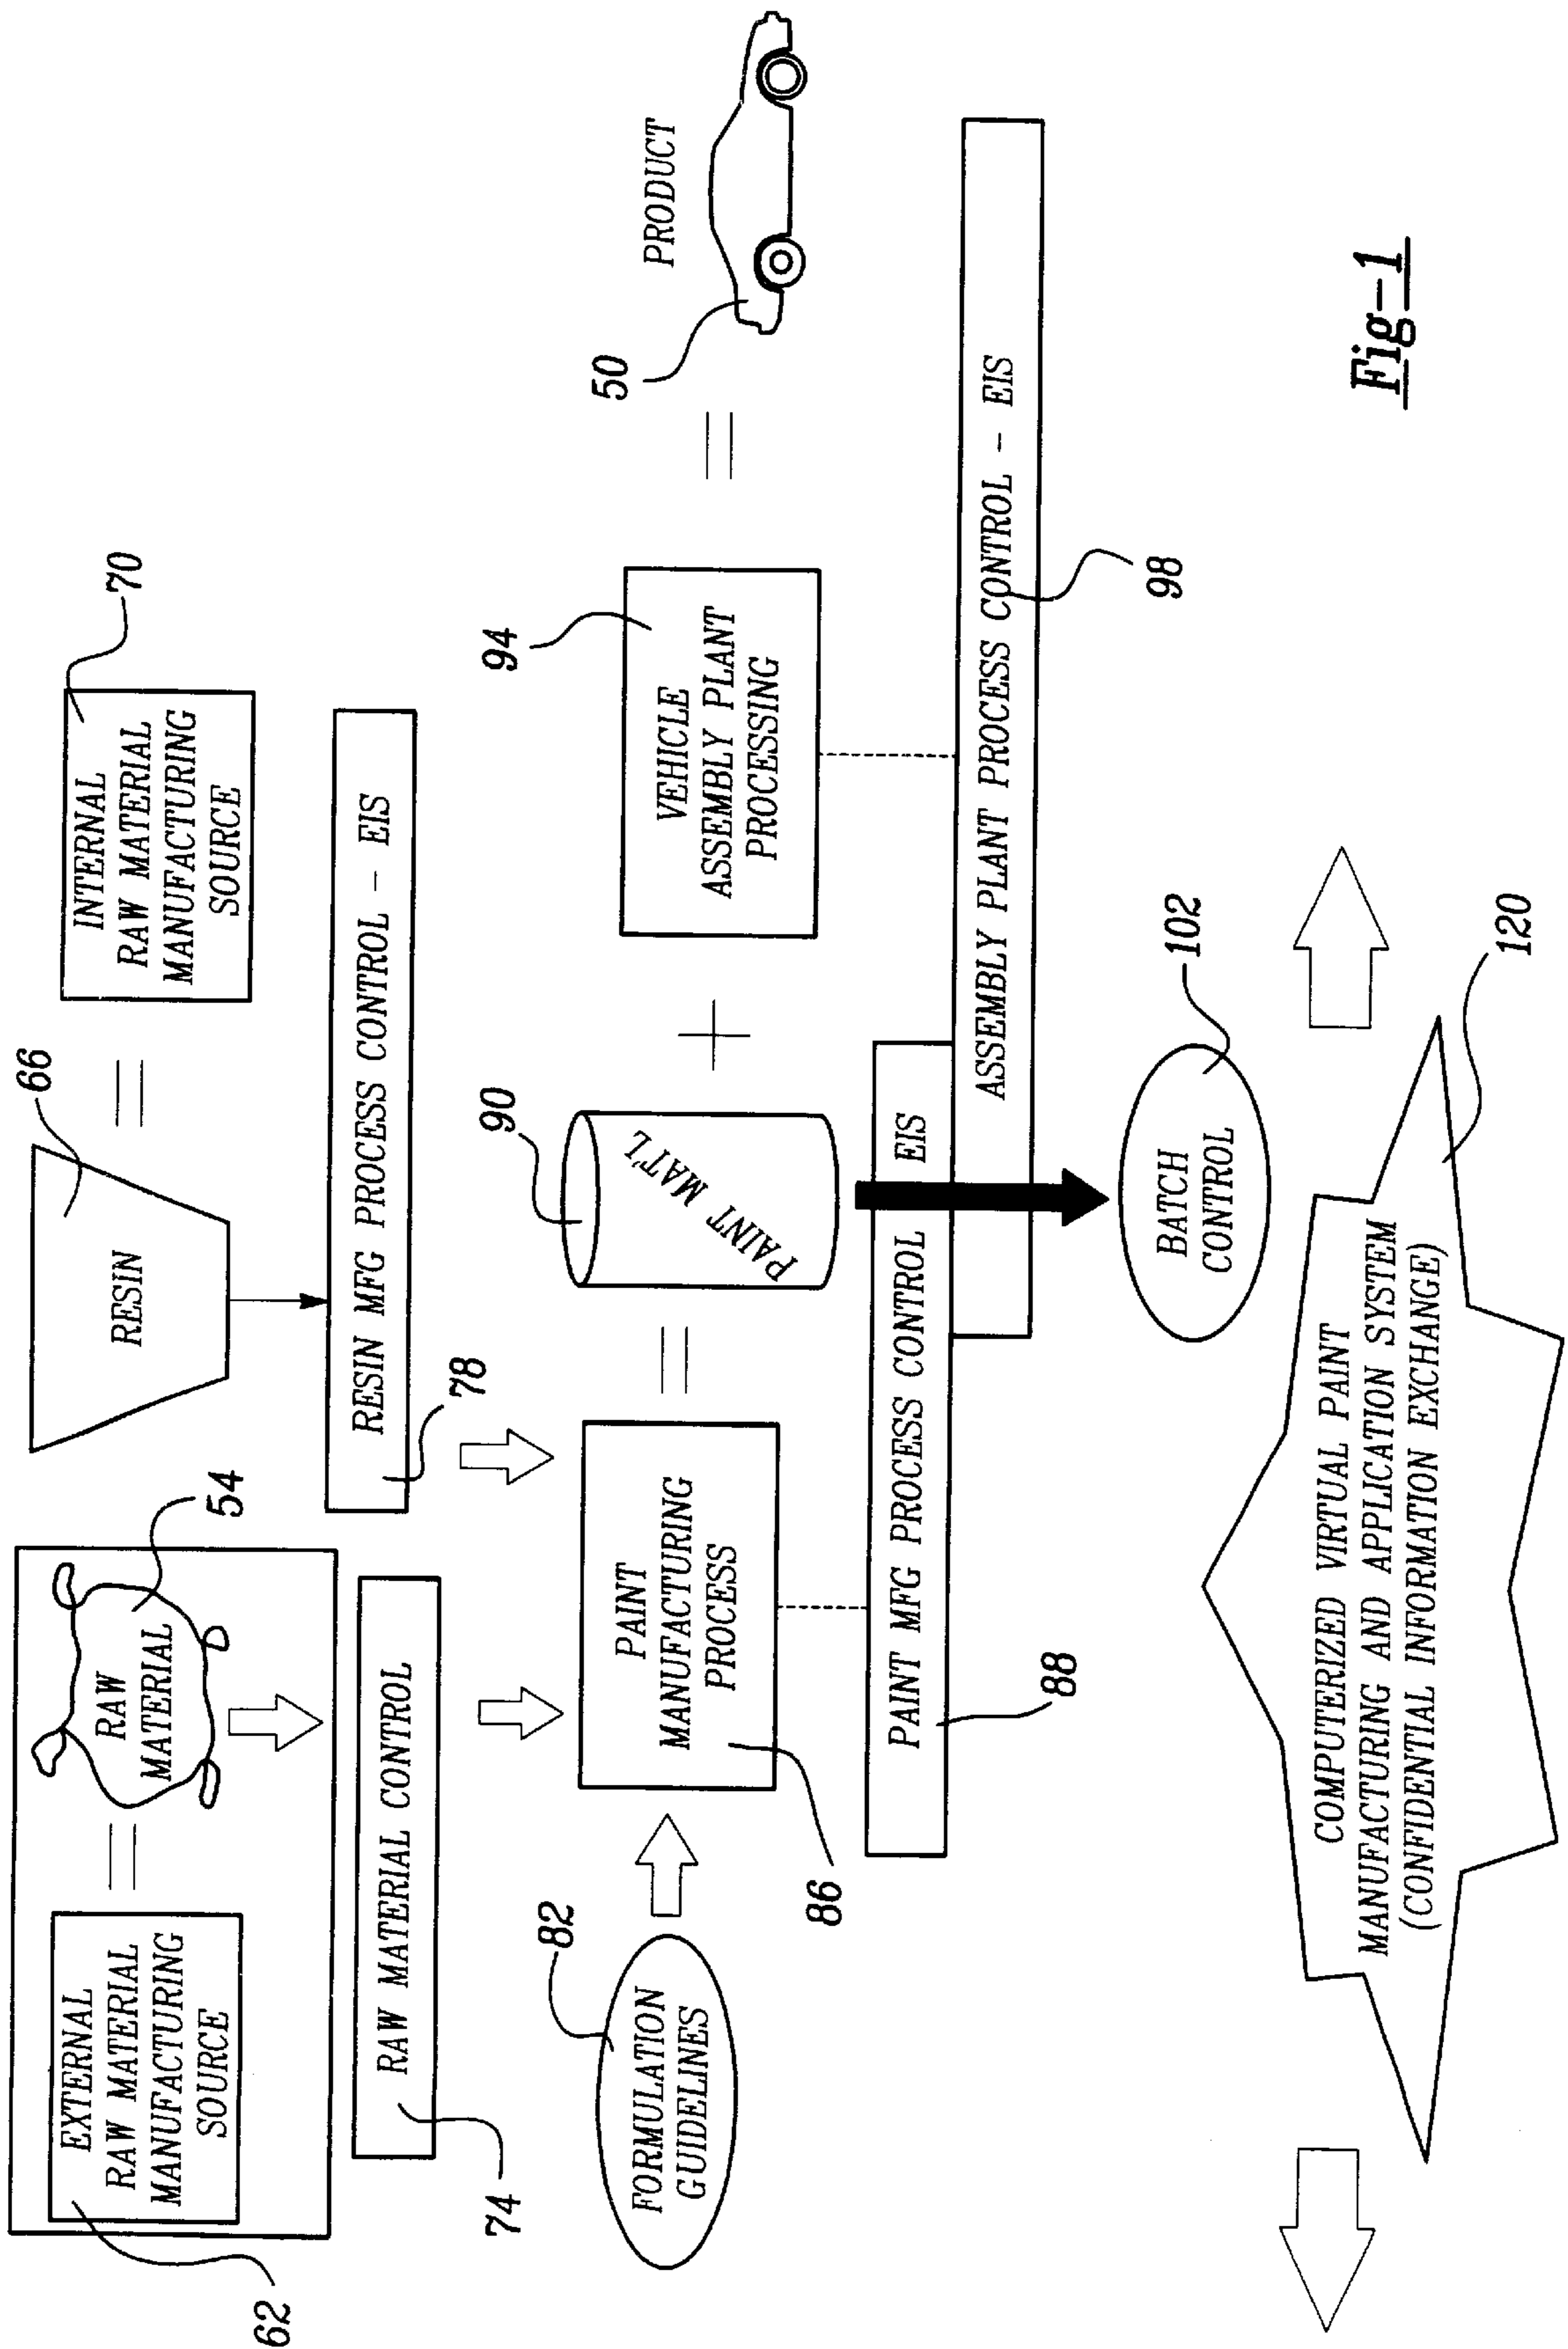 62
EXTERNAL
RAW MATERIAL
MANUFACTURING
SOURCE
RAW
MATERIAL
54
RESIN
66
INTERNAL
RAW MATERIAL
MANUFACTURING
SOURCE
70
74
RAW MATERIAL CONTROL
78
RESIN MFG PROCESS CONTROL - EIS
82
FORMULATION
GUIDELINES
86
PAINT
MANUFACTURING
PROCESS
90
PAINT MAT'L
94
VEHICLE
ASSEMBLY PLANT
PROCESSING
50
PRODUCT
88
PAINT MFG PROCESS CONTROL EIS
ASSEMBLY PLANT PROCESS CONTROL - EIS
98
BATCH
CONTROL
102
COMPUTERIZED VIRTUAL PAINT
MANUFACTURING AND APPLICATION SYSTEM
(CONFIDENTIAL INFORMATION EXCHANGE)
120
Fig-1